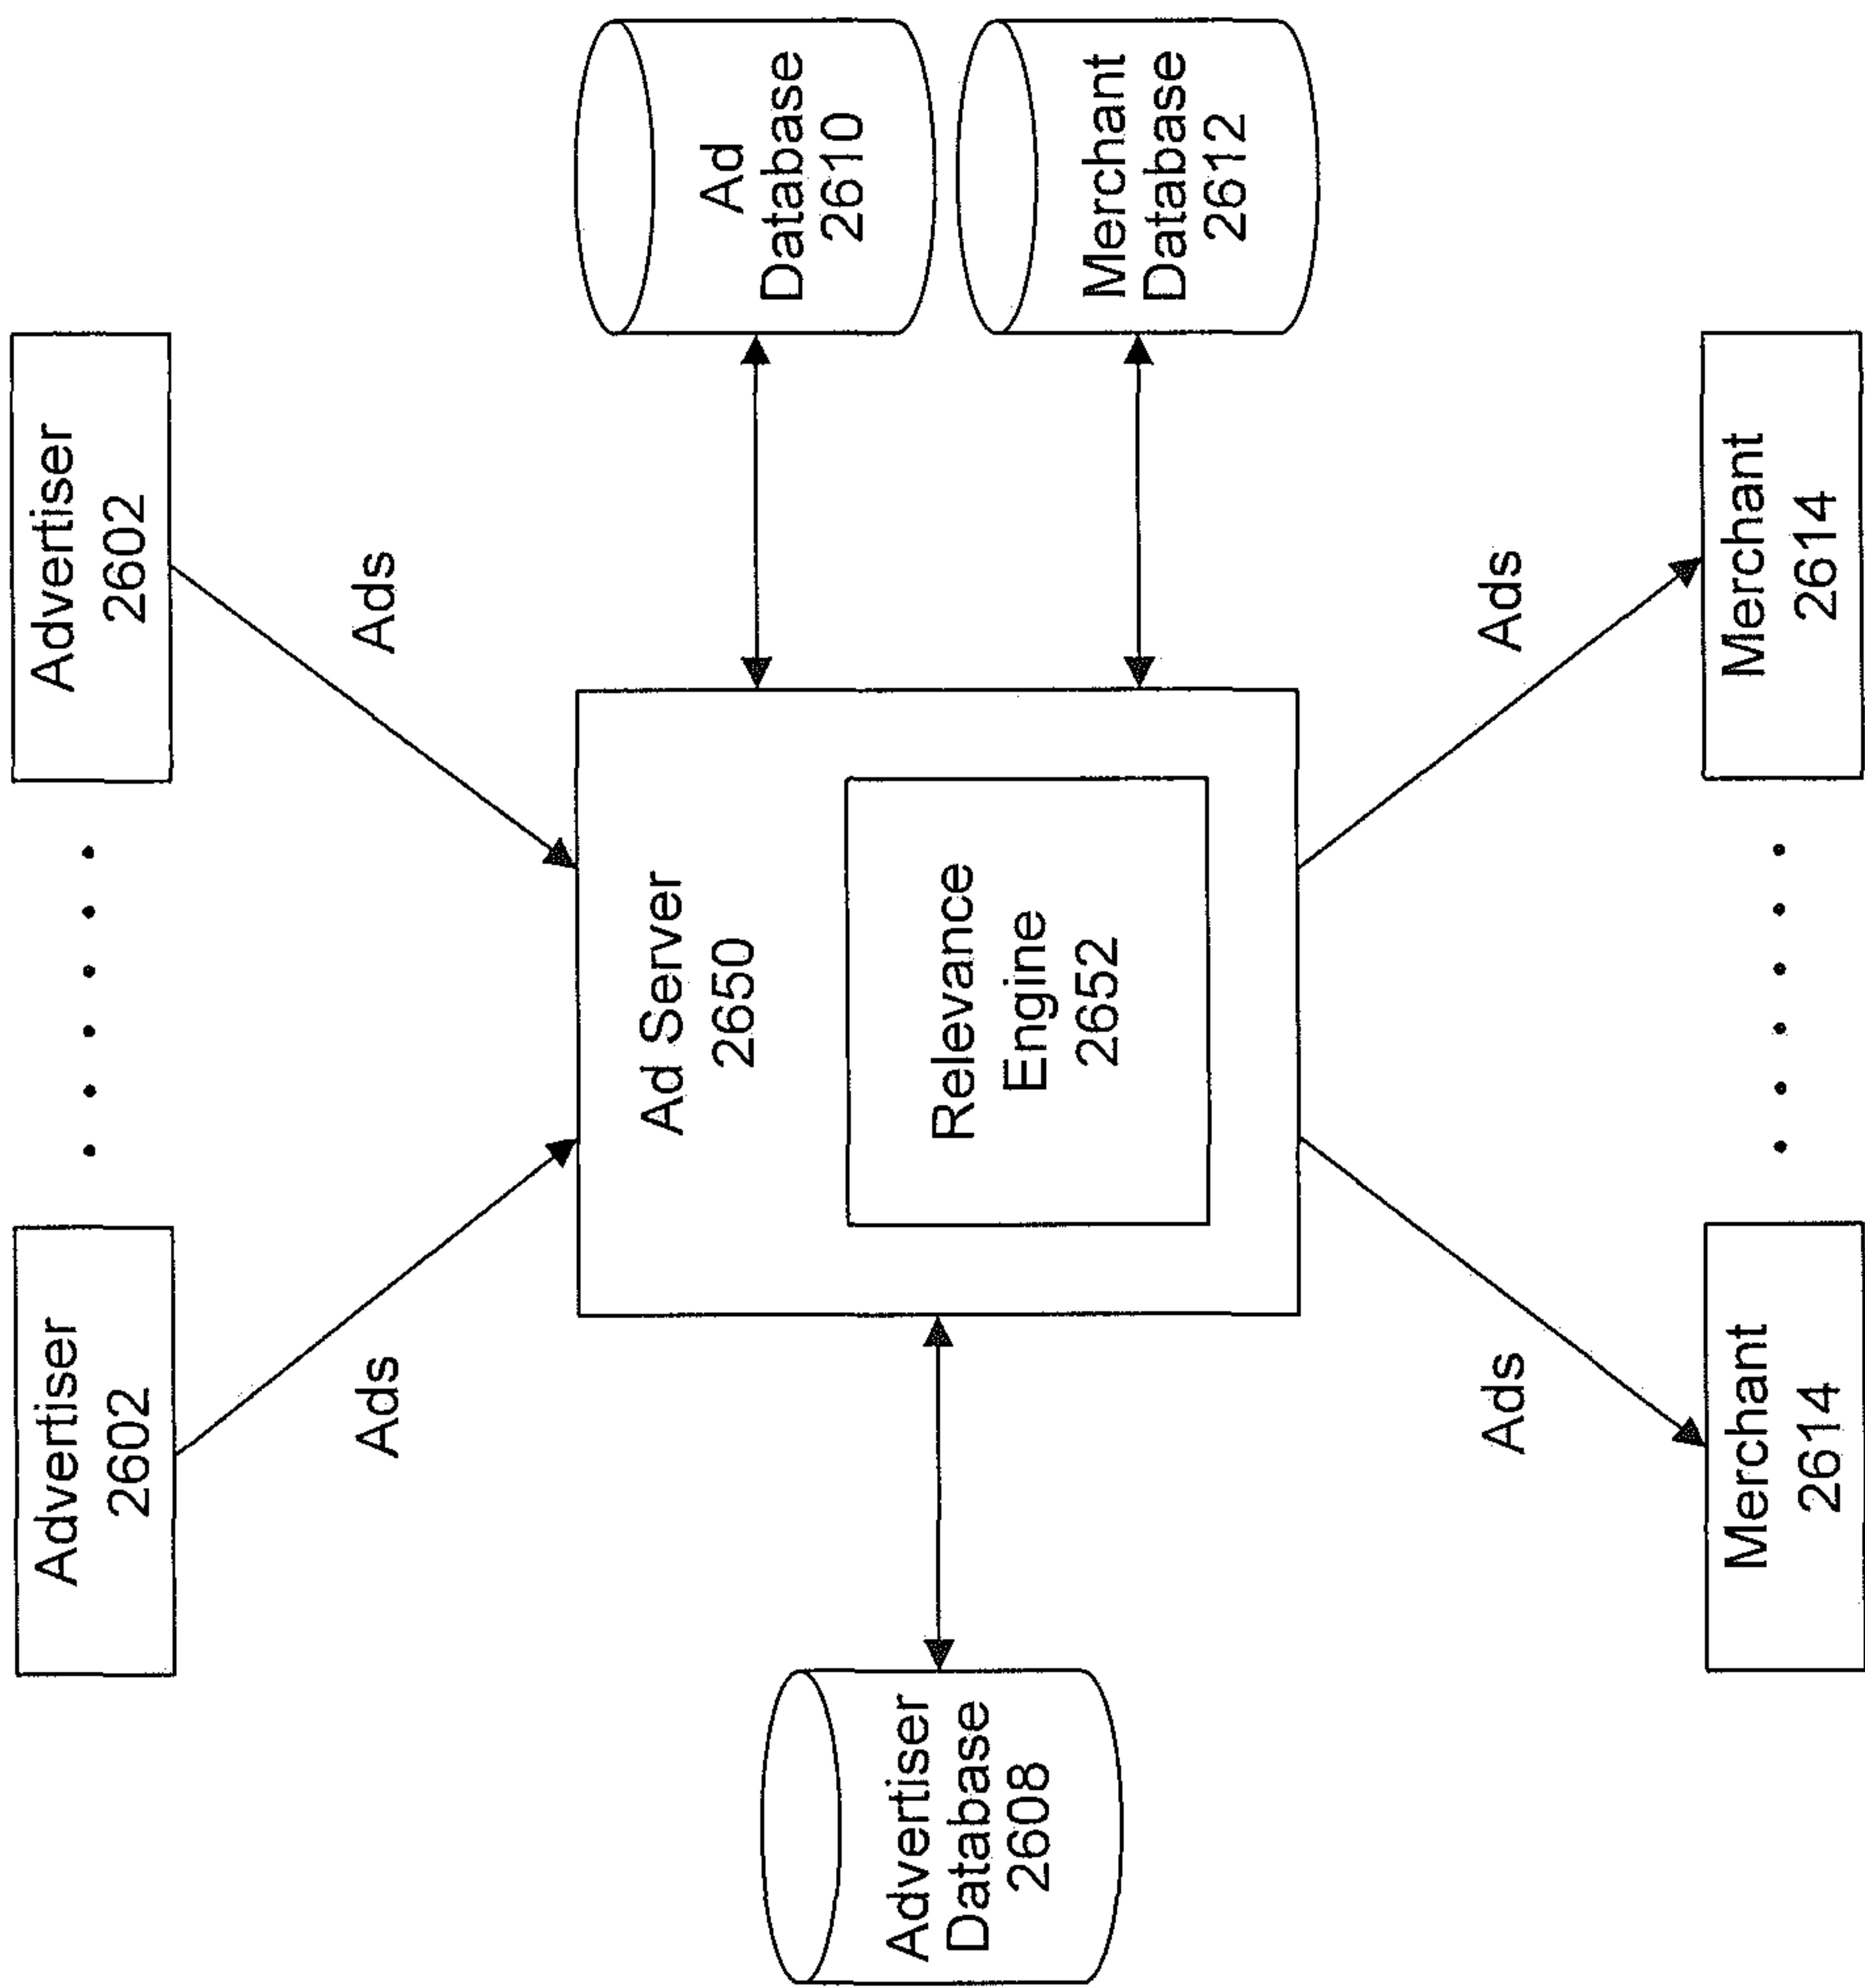 Advertiser
2602
Advertiser
2602
Ads
Ads
Advertiser
Database
2608
Ad Server
2650
Relevance
Engine
2652
Ad
Database
2610
Merchant
Database
2612
Ads
Ads
Merchant
2614
Merchant
2614